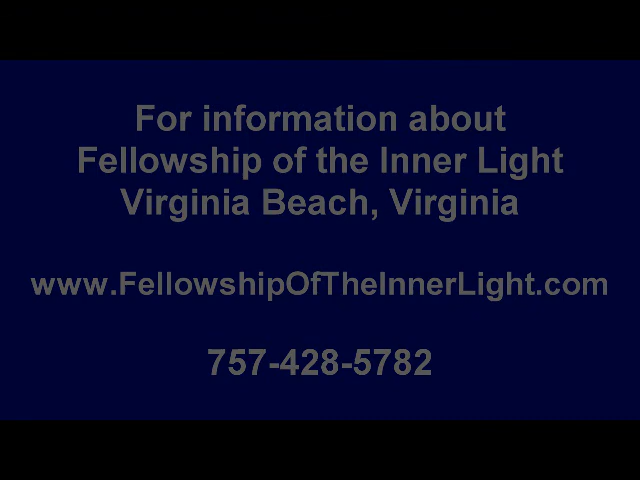 For information about
Fellowship of the Inner Light
Virginia Beach, Virginia
www.FellowshipOfTheInnerLight.com
757-428-5782